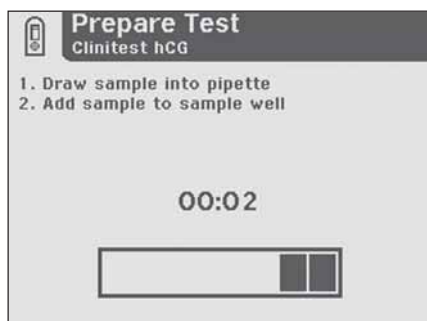 Prepare Test
Clinitest hCG
1. Draw sample into pipette
2. Add sample to sample well
00:02